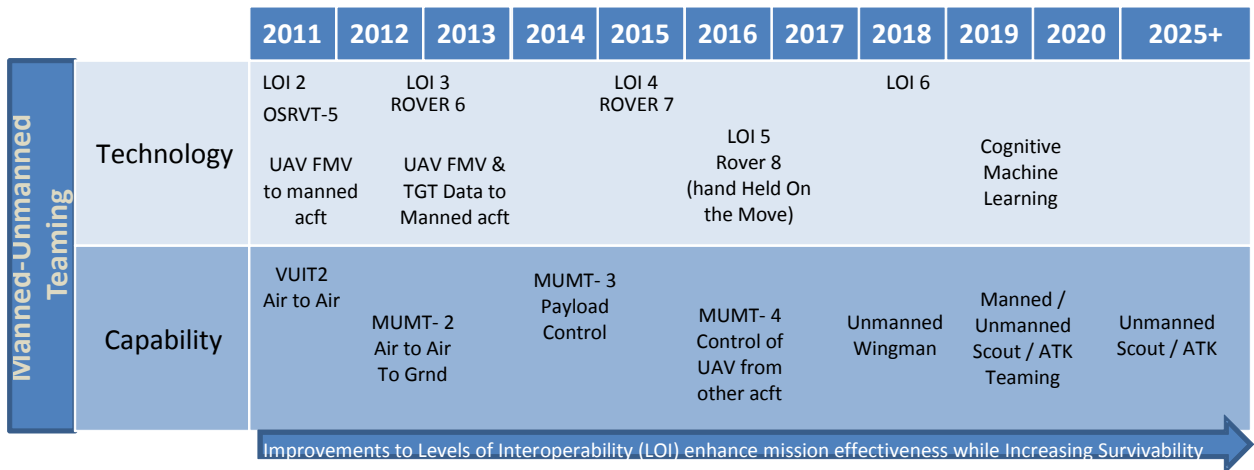 2011 2012 2013 2014 2015 2016 2017 2018 2019 2020 2025+
Manned-Unmanned
Teaming
Technology
LOI 2
OSRVT-5
UAV FMV
to manned
acft
LOI 3
ROVER 6
UAV FMV &
TGT Data to
Manned acft
LOI 4
ROVER 7
LOI 5
Rover 8
(hand Held On
the Move)
LOI 6
Cognitive
Machine
Learning
Capability
VUIT2
Air to Air
MUMT- 2
Air to Air
To Grnd
MUMT- 3
Payload
Control
MUMT- 4
Control of
UAV from
other acft
Unmanned
Wingman
Manned /
Unmanned
Scout / ATK
Teaming
Unmanned
Scout / ATK
Improvements to Levels of Interoperability (LOI) enhance mission effectiveness while Increasing Survivability